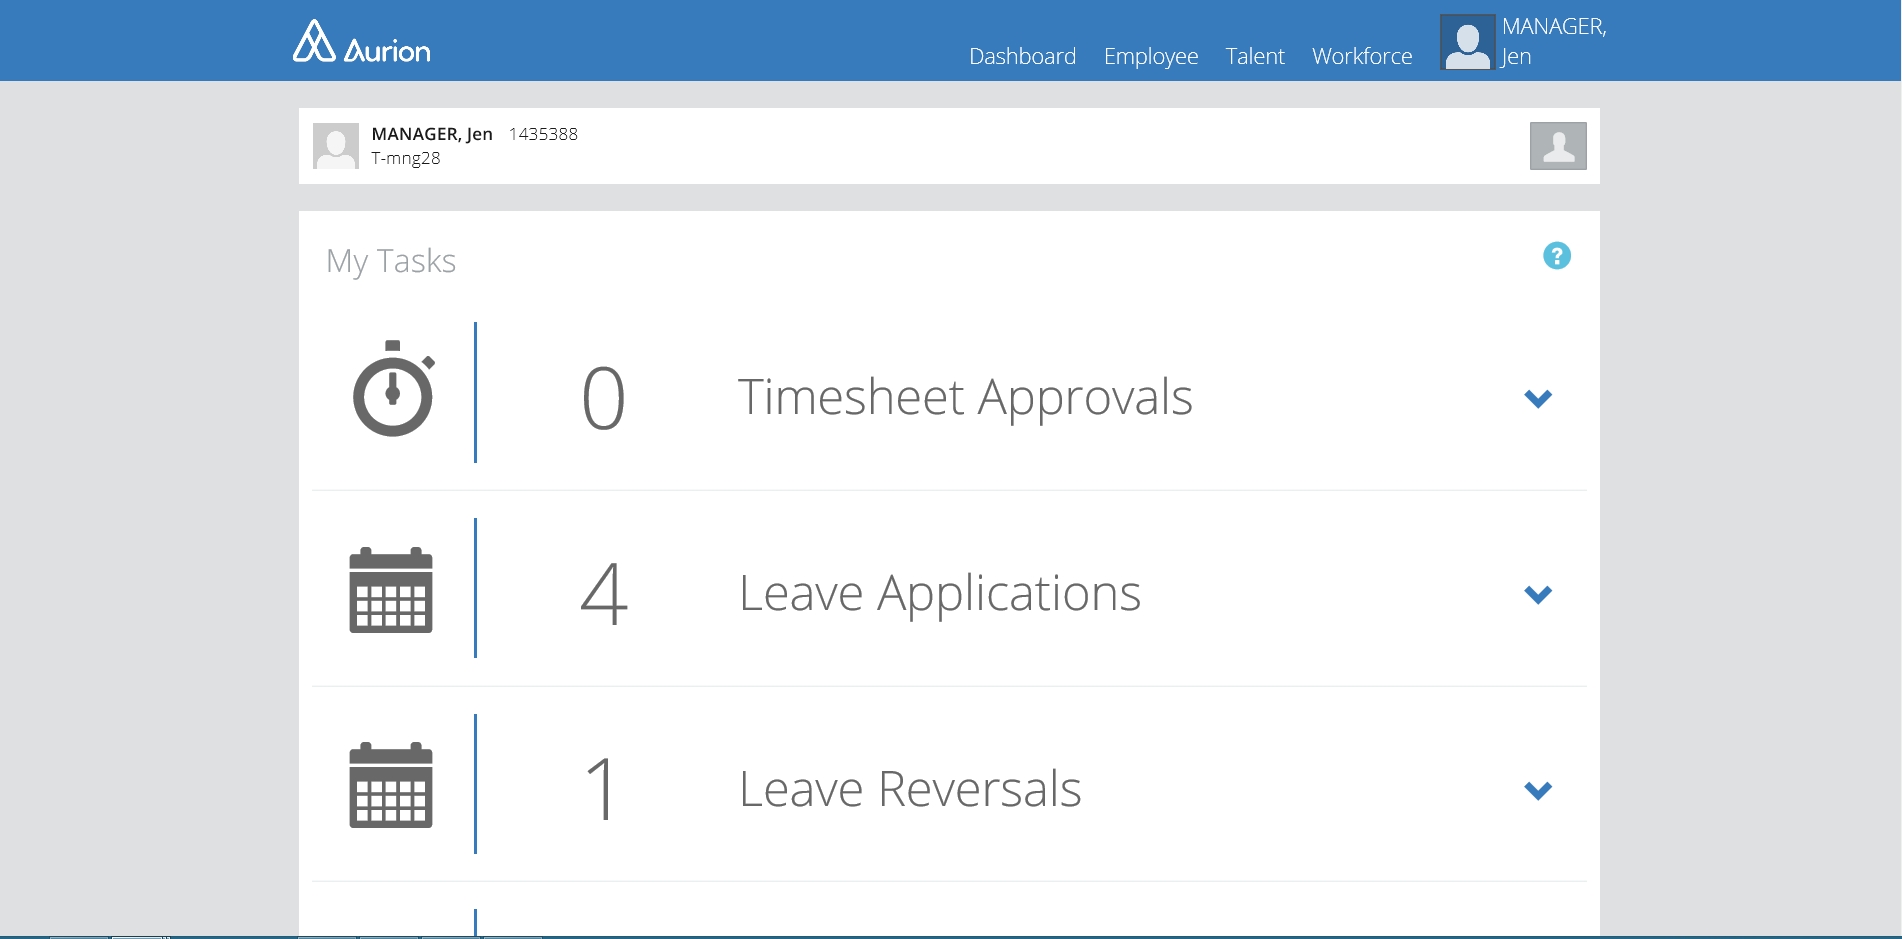 Aurion
Dashboard Employee Talent Workforce
MANAGER,
Jen
MANAGER, Jen 1435388
T-mng28
My Tasks
?
0 Timesheet Approvals
4 Leave Applications
1 Leave Reversals